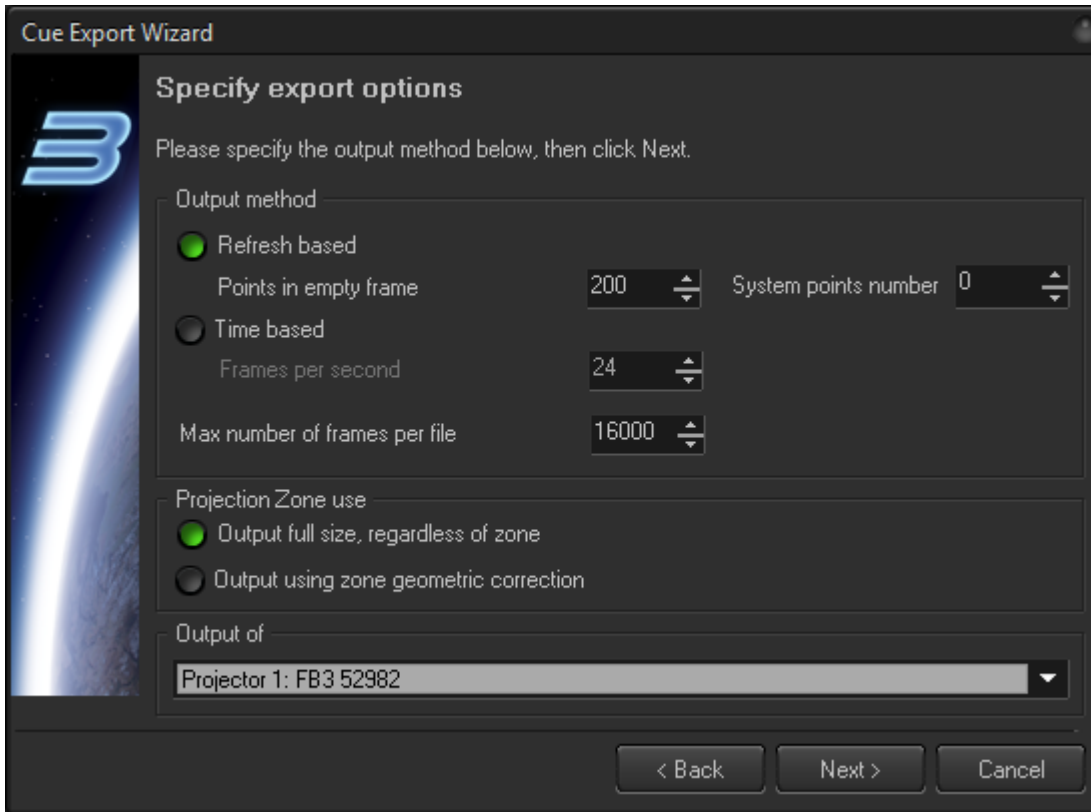 Cue Export Wizard
3
Specify export options
Please specify the output method below, then click Next.
Output method
Refresh based
Points in empty frame 200 System points number 0
Time based
Frames per second 24
Max number of frames per file 16000
Projection Zone use
Output full size, regardless of zone
Output using zone geometric correction
Output of
Projector 1: FB3 52982
< Back Next > Cancel